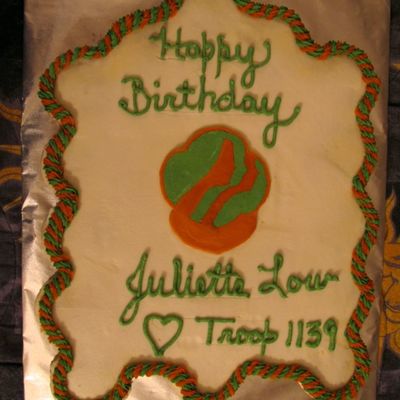 Happy
Birthday
Juliette Low
♡ Troop 1139